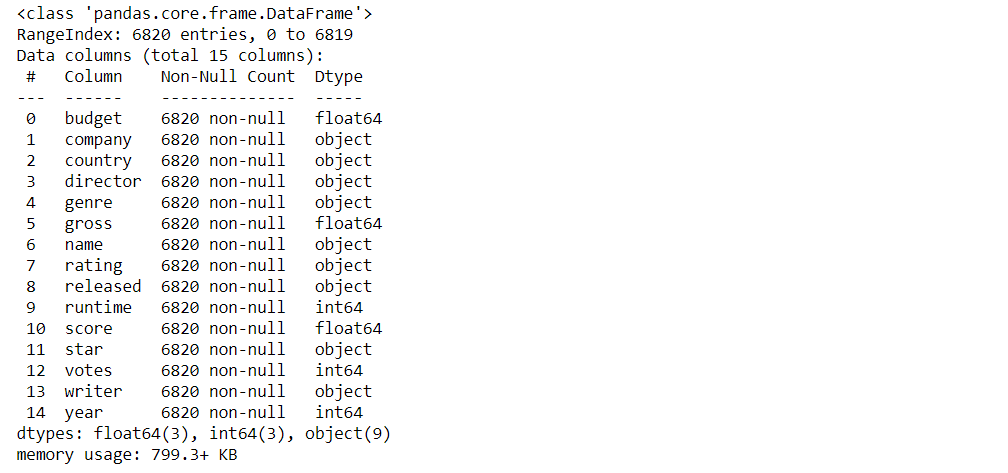 <class 'pandas.core.frame.DataFrame'>
RangeIndex: 6820 entries, 0 to 6819
Data columns (total 15 columns):
 #   Column    Non-Null Count  Dtype
---  ------    --------------  -----
 0   budget    6820 non-null   float64
 1   company   6820 non-null   object
 2   country   6820 non-null   object
 3   director  6820 non-null   object
 4   genre     6820 non-null   object
 5   gross     6820 non-null   float64
 6   name      6820 non-null   object
 7   rating    6820 non-null   object
 8   released  6820 non-null   object
 9   runtime   6820 non-null   int64
 10  score     6820 non-null   float64
 11  star      6820 non-null   object
 12  votes     6820 non-null   int64
 13  writer    6820 non-null   object
 14  year      6820 non-null   int64
dtypes: float64(3), int64(3), object(9)
memory usage: 799.3+ KB